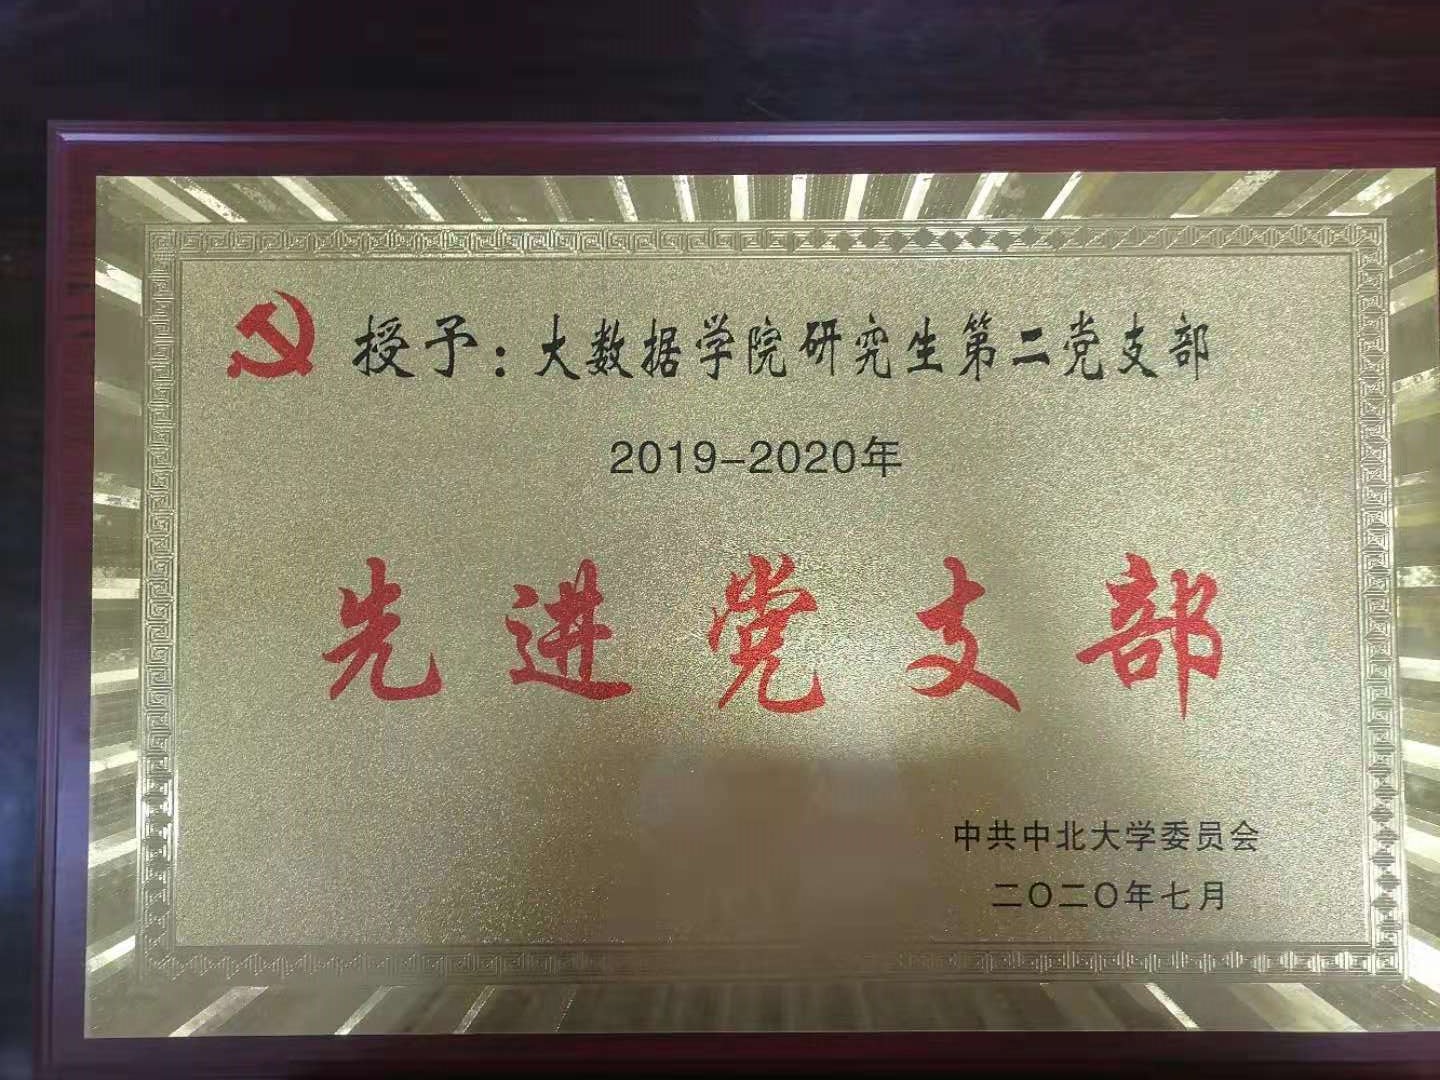 授予：大数据学院研究生第二党支部
2019-2020年
先进党支部
中共中北大学委员会
二〇二〇年七月